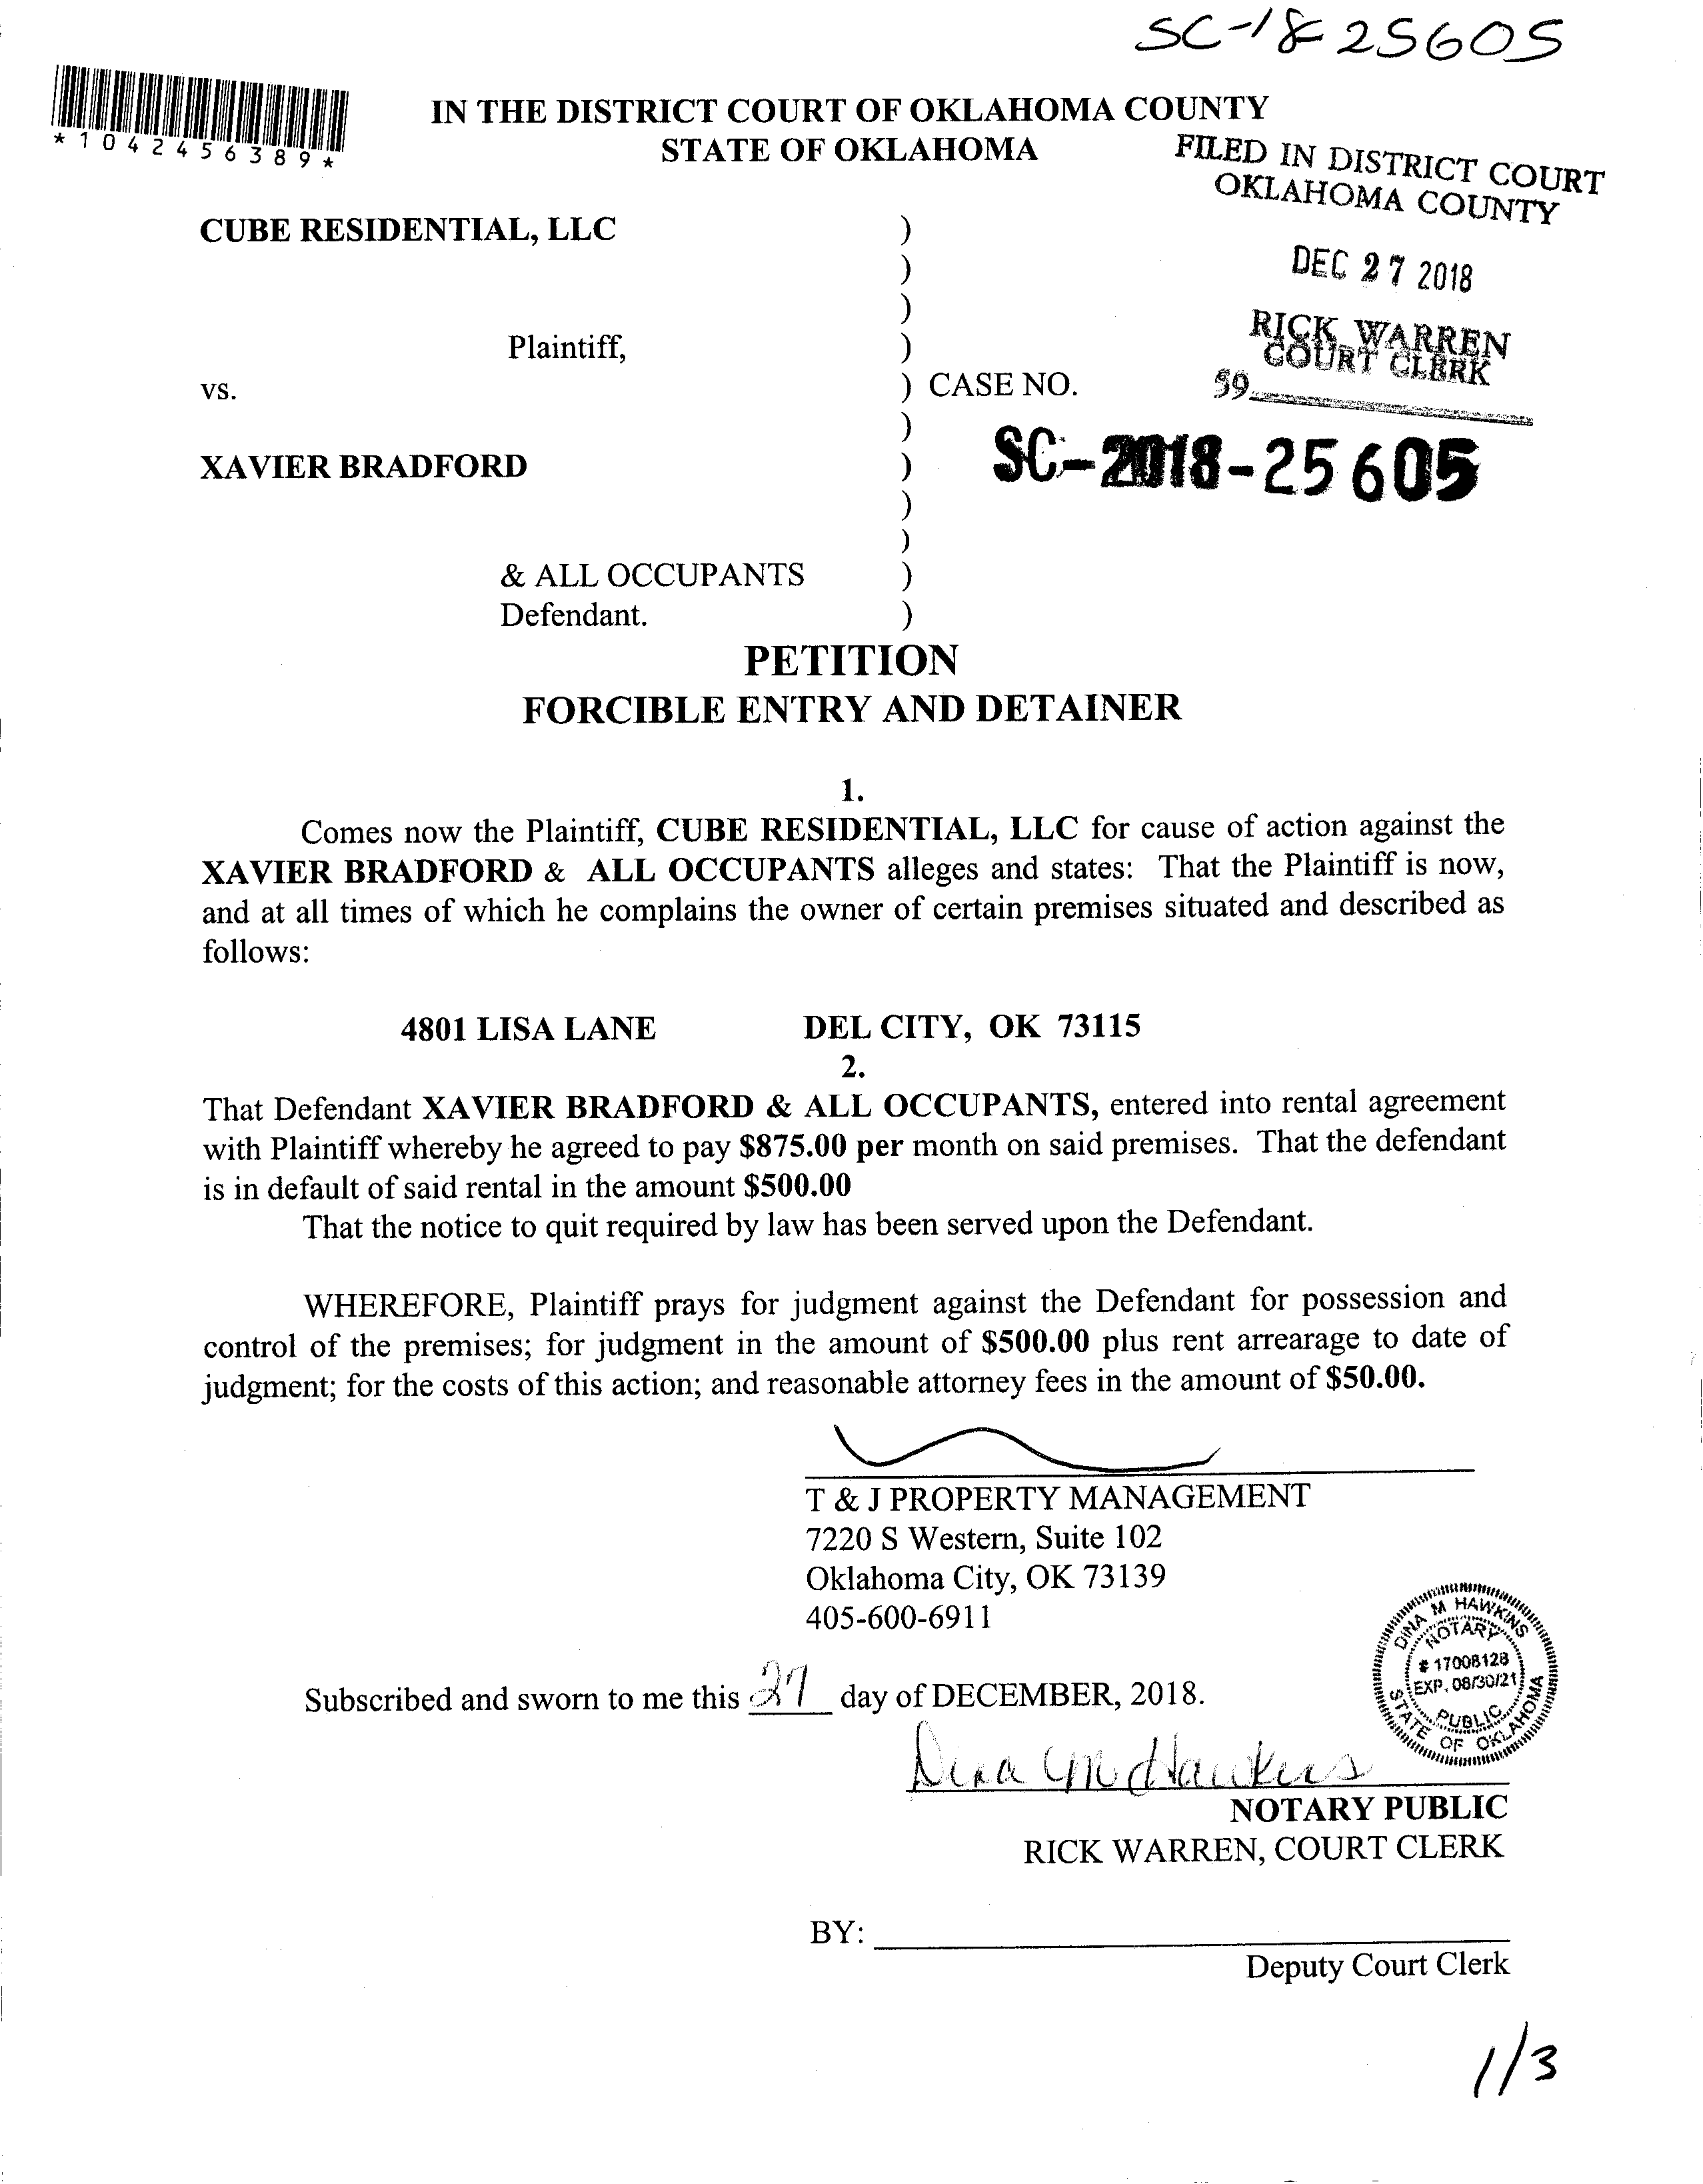 SC-18 25605
*1042456389*
IN THE DISTRICT COURT OF OKLAHOMA COUNTY
STATE OF OKLAHOMA
FILED IN DISTRICT COURT
OKLAHOMA COUNTY
CUBE RESIDENTIAL, LLC )
)
DEC 27 2018
)
Plaintiff, )
RICK WARREN
COURT CLERK
vs. ) CASE NO.
59
)
XAVIER BRADFORD )
SC-2018-25605
)
)
& ALL OCCUPANTS )
Defendant. )
PETITION
FORCIBLE ENTRY AND DETAINER
1.
Comes now the Plaintiff, CUBE RESIDENTIAL, LLC for cause of action against the
XAVIER BRADFORD & ALL OCCUPANTS alleges and states: That the Plaintiff is now,
and at all times of which he complains the owner of certain premises situated and described as
follows:
4801 LISA LANE DEL CITY, OK 73115
2.
That Defendant XAVIER BRADFORD & ALL OCCUPANTS, entered into rental agreement
with Plaintiff whereby he agreed to pay $875.00 per month on said premises. That the defendant
is in default of said rental in the amount $500.00
That the notice to quit required by law has been served upon the Defendant.
WHEREFORE, Plaintiff prays for judgment against the Defendant for possession and
control of the premises; for judgment in the amount of $500.00 plus rent arrearage to date of
judgment; for the costs of this action; and reasonable attorney fees in the amount of $50.00.
T & J PROPERTY MANAGEMENT
7220 S Western, Suite 102
Oklahoma City, OK 73139
405-600-6911
DINA M HAWKINS
NOTARY
# 17008128
EXP. 08/30/21
PUBLIC
STATE OF OKLAHOMA
Subscribed and sworn to me this 27 day of DECEMBER, 2018.
Dina M Hawkins
NOTARY PUBLIC
RICK WARREN, COURT CLERK
BY:
Deputy Court Clerk
1/3